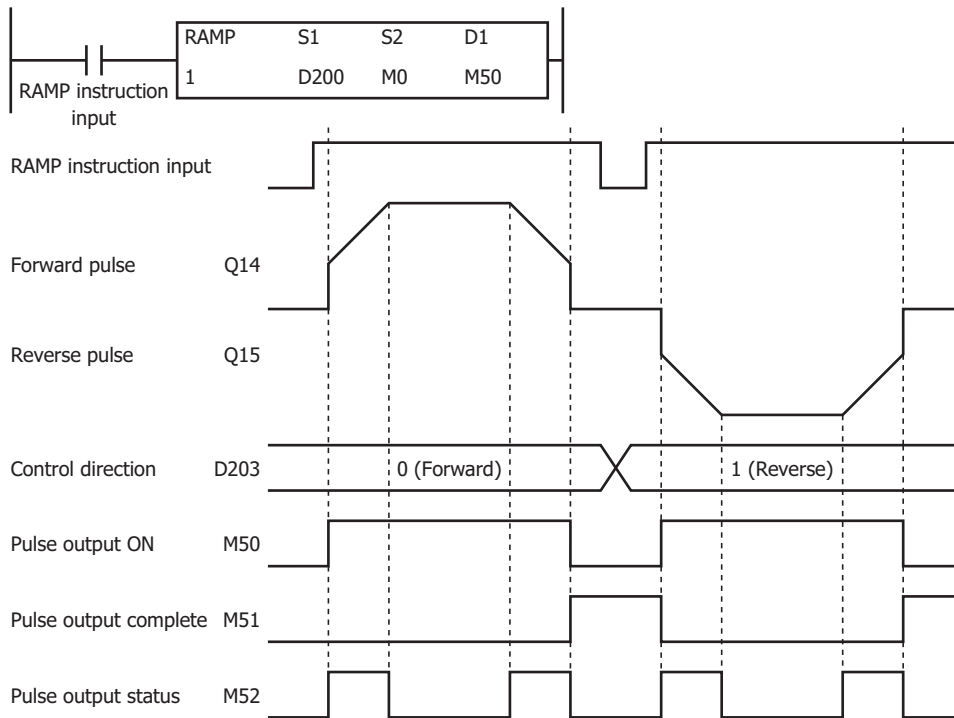 RAMP S1 S2 D1
1 D200 M0 M50
RAMP instruction
input
RAMP instruction input
Forward pulse Q14
Reverse pulse Q15
Control direction D203 0 (Forward) 1 (Reverse)
Pulse output ON M50
Pulse output complete M51
Pulse output status M52